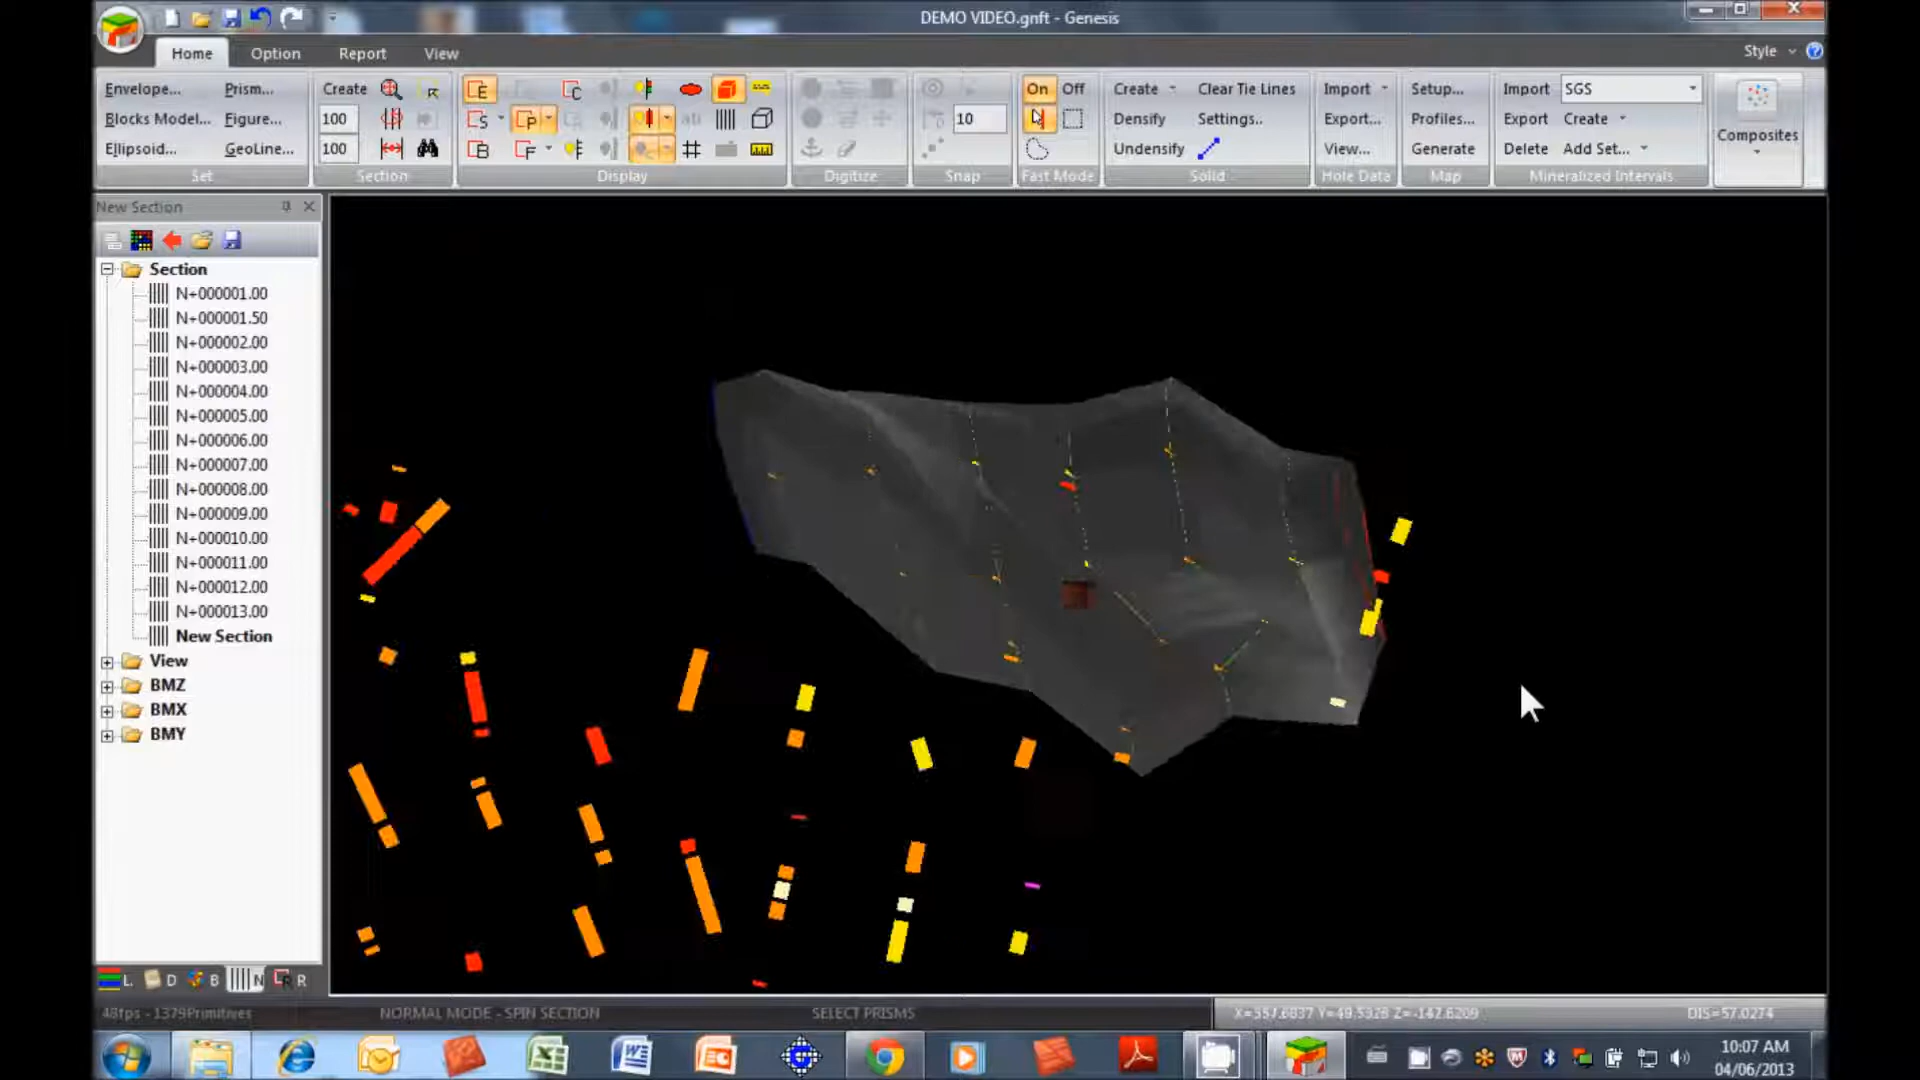 DEMO VIDEO.gnft - Genesis
Home Option Report View Style
Envelope... Prism... Create On Off Create Clear Tie Lines Import Setup... Import SGS
Blocks Model... Figure... 100 10 Densify Settings.. Export... Profiles... Export Create Composites
Ellipsoid... GeoLine... 100 Undensify View... Generate Delete Add Set...
Set Section Display Digitize Snap Fast Mode Solid Hole Data Map Mineralized Intervals
New Section
Section
N+000001.00
N+000001.50
N+000002.00
N+000003.00
N+000004.00
N+000005.00
N+000006.00
N+000007.00
N+000008.00
N+000009.00
N+000010.00
N+000011.00
N+000012.00
N+000013.00
New Section
View
BMZ
BMX
BMY
L. D B N R
48fps - 1379Primitives NORMAL MODE - SPIN SECTION SELECT PRISMS DIS=57.0274
10:07 AM
04/06/2013